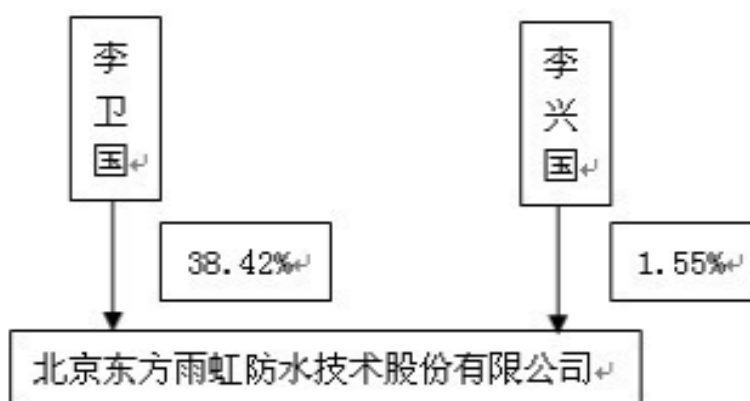 李
卫
国
李
兴
国
38.42%
1.55%
北京东方雨虹防水技术股份有限公司